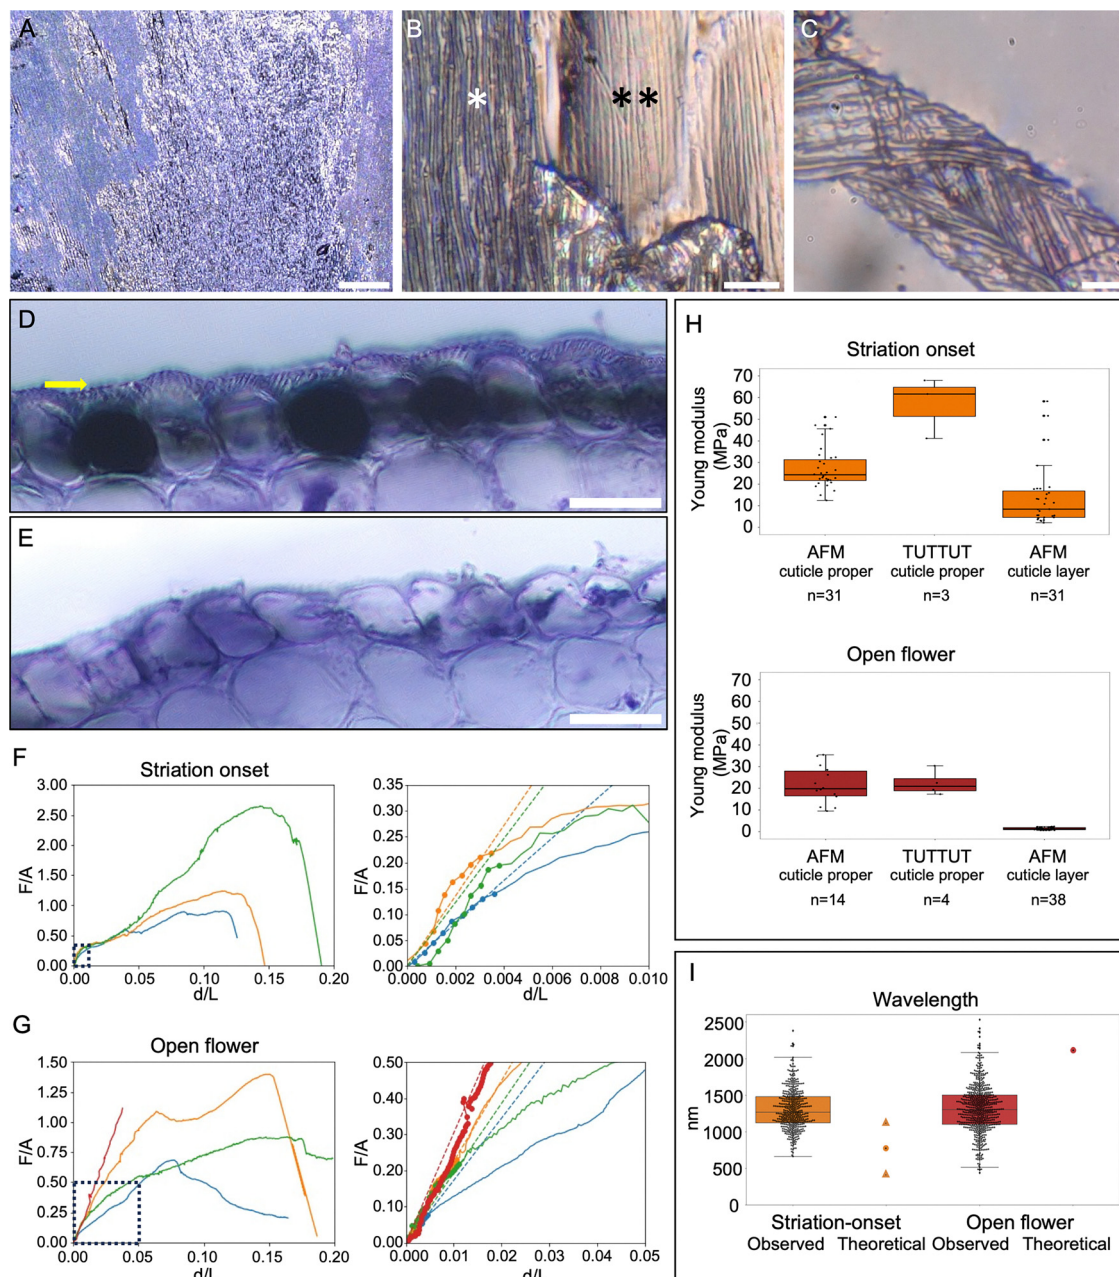 A
B
C
*
**
D
E
F
Striation onset
3.00
2.50
2.00
1.50
1.00
0.50
0.00
F/A
0.00 0.05 0.10 0.15 0.20
d/L
0.35
0.30
0.25
0.20
0.15
0.10
0.05
0.00
F/A
0.000 0.002 0.004 0.006 0.008 0.010
d/L
G
Open flower
1.50
1.25
1.00
0.75
0.50
0.25
0.00
F/A
0.00 0.05 0.10 0.15 0.20
d/L
0.50
0.40
0.30
0.20
0.10
0.00
F/A
0.00 0.01 0.02 0.03 0.04 0.05
d/L
H
Striation onset
Young modulus
(MPa)
70
60
50
40
30
20
10
0
AFM TUTTUT AFM
cuticle proper cuticle proper cuticle layer
n=31 n=3 n=31
Open flower
Young modulus
(MPa)
70
60
50
40
30
20
10
0
AFM TUTTUT AFM
cuticle proper cuticle proper cuticle layer
n=14 n=4 n=38
I
Wavelength
nm
2500
2000
1500
1000
500
0
Striation-onset Open flower
Observed Theoretical Observed Theoretical